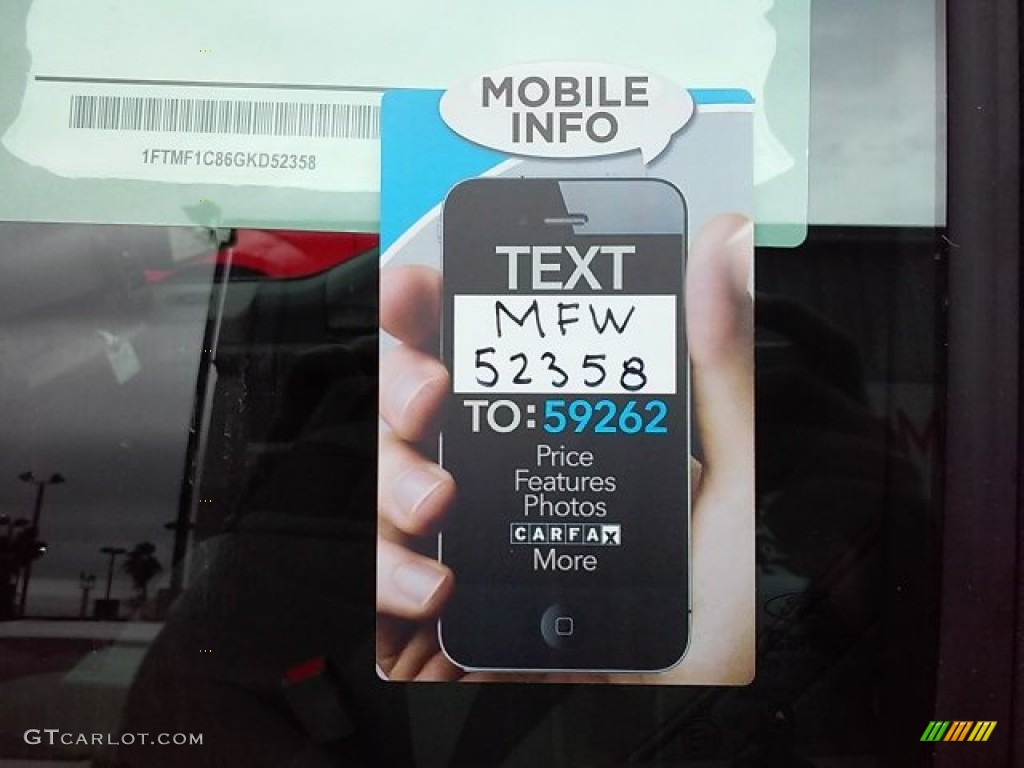 1FTMF1C86GKD52358
MOBILE
INFO
TEXT
MFW
52358
TO:59262
Price
Features
Photos
CARFAX
More
GTCARLOT.COM